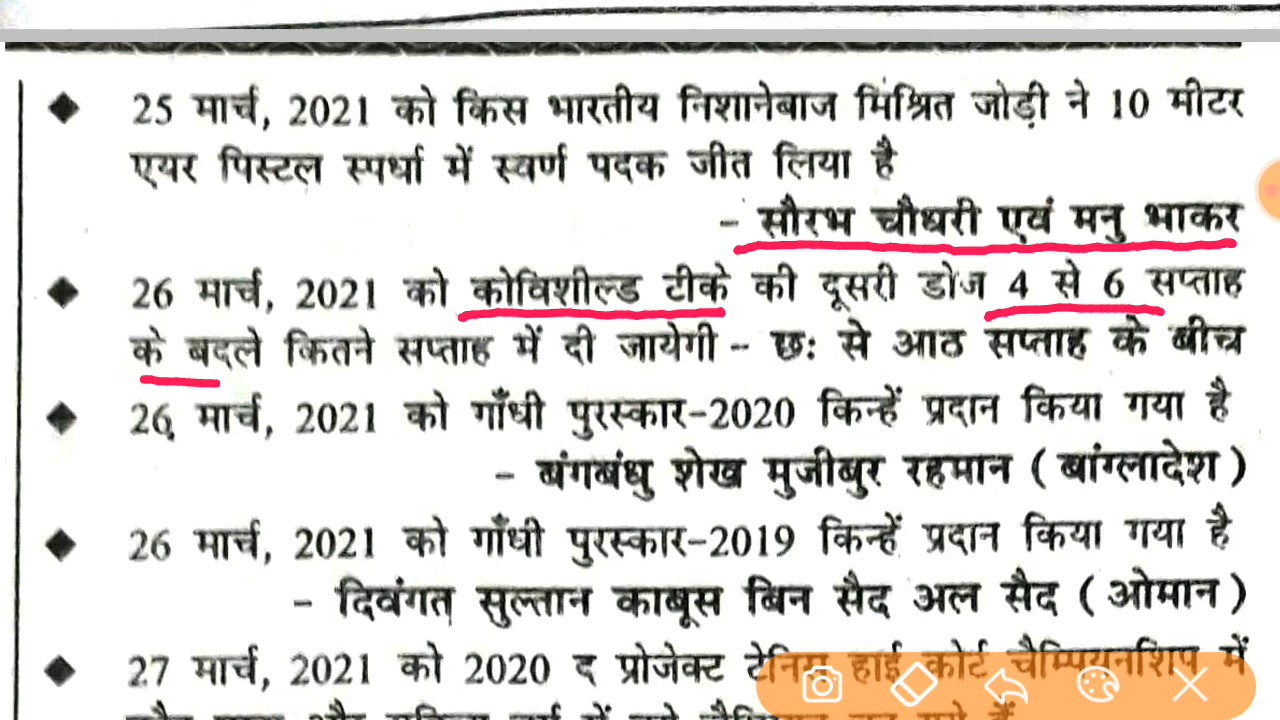 ◆ 25 मार्च, 2021 को किस भारतीय निशानेबाज मिश्रित जोड़ी ने 10 मीटर
एयर पिस्टल स्पर्धा में स्वर्ण पदक जीत लिया है
- सौरभ चौधरी एवं मनु भाकर
◆ 26 मार्च, 2021 को कोविशील्ड टीके की दूसरी डोज 4 से 6 सप्ताह
के बदले कितने सप्ताह में दी जायेगी - छः से आठ सप्ताह के बीच
◆ 26 मार्च, 2021 को गाँधी पुरस्कार-2020 किन्हें प्रदान किया गया है
- बंगबंधु शेख मुजीबुर रहमान ( बांग्लादेश )
◆ 26 मार्च, 2021 को गाँधी पुरस्कार-2019 किन्हें प्रदान किया गया है
- दिवंगत सुल्तान काबूस बिन सैद अल सैद ( ओमान )
◆ 27 मार्च, 2021 को 2020 द प्रोजेक्ट टेनिस हाई कोर्ट चैम्पियनशिप में